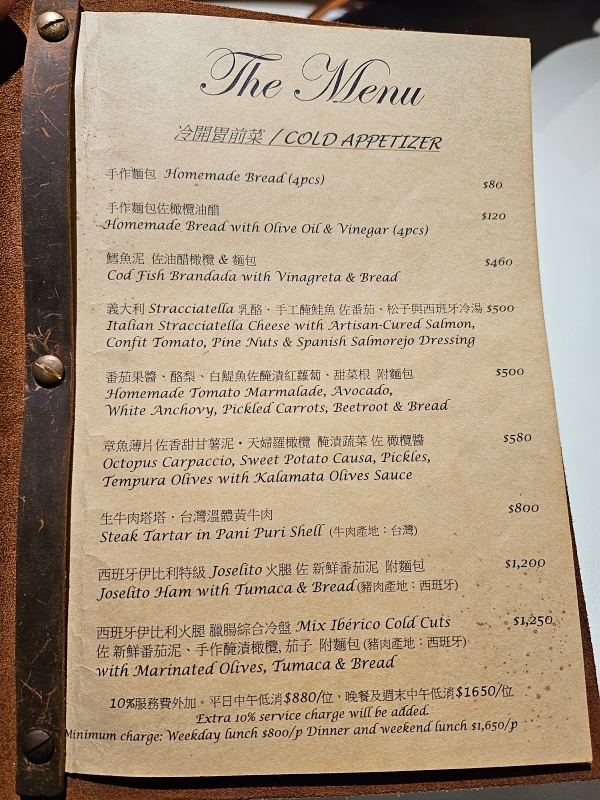 The Menu
冷開胃前菜 / COLD APPETIZER
手作麵包 Homemade Bread (4pcs) $80
手作麵包佐橄欖油醋 $120
Homemade Bread with Olive Oil & Vinegar (4pcs)
鱈魚泥 佐油醋橄欖 & 麵包 $460
Cod Fish Brandada with Vinagreta & Bread
義大利 Stracciatella 乳酪、手工醃鮭魚 佐番茄、松子與西班牙冷湯 $500
Italian Stracciatella Cheese with Artisan-Cured Salmon,
Confit Tomato, Pine Nuts & Spanish Salmorejo Dressing
番茄果醬、酪梨、白鯷魚佐醃漬紅蘿蔔、甜菜根 附麵包 $500
Homemade Tomato Marmalade, Avocado,
White Anchovy, Pickled Carrots, Beetroot & Bread
章魚薄片佐香甜甘薯泥・天婦羅橄欖 醃漬蔬菜 佐 橄欖醬 $580
Octopus Carpaccio, Sweet Potato Causa, Pickles,
Tempura Olives with Kalamata Olives Sauce
生牛肉塔塔・台灣溫體黃牛肉 $800
Steak Tartar in Pani Puri Shell (牛肉產地：台灣)
西班牙伊比利特級 Joselito 火腿 佐 新鮮番茄泥 附麵包 $1,200
Joselito Ham with Tumaca & Bread (豬肉產地：西班牙)
西班牙伊比利火腿 臘腸綜合冷盤 Mix Ibérico Cold Cuts $1,250
佐 新鮮番茄泥、手作醃漬橄欖, 茄子 附麵包 (豬肉產地：西班牙)
with Marinated Olives, Tumaca & Bread
10%服務費外加。平日中午低消$880/位，晚餐及週末中午低消$1650/位
Extra 10% service charge will be added.
Minimum charge: Weekday lunch $800/p Dinner and weekend lunch $1,650/p